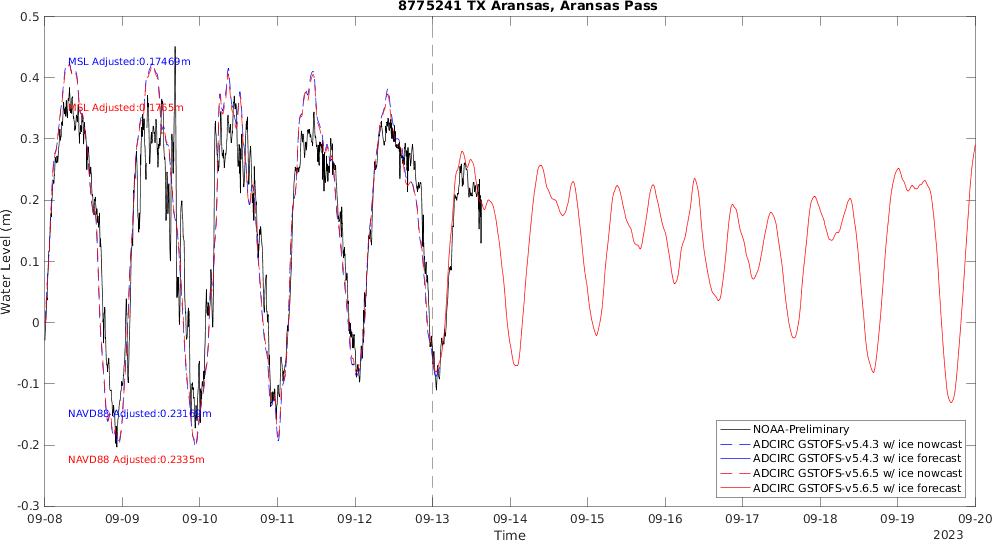 8775241 TX Aransas, Aransas Pass
0.5
0.4
0.3
0.2
0.1
0
-0.1
-0.2
-0.3
Water Level (m)
MSL Adjusted:0.17469m
MSL Adjusted:0.1765m
NAVD88 Adjusted:0.23169m
NAVD88 Adjusted:0.2335m
NOAA-Preliminary
ADCIRC GSTOFS-v5.4.3 w/ ice nowcast
ADCIRC GSTOFS-v5.4.3 w/ ice forecast
ADCIRC GSTOFS-v5.6.5 w/ ice nowcast
ADCIRC GSTOFS-v5.6.5 w/ ice forecast
09-08 09-09 09-10 09-11 09-12 09-13 09-14 09-15 09-16 09-17 09-18 09-19 09-20
Time
2023